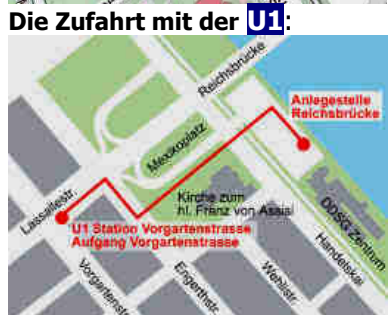 Die Zufahrt mit der U1:
Reichsbrücke
Anlegestelle
Reichsbrücke
Mexikoplatz
Lassallestr.
Kirche zum
hl. Franz von Assisi
U1 Station Vorgartenstrasse
Aufgang Vorgartenstrasse
DDSG Zentrum
Handelskai
Wehlistr.
Engerthstr.
Vorgartenstr.